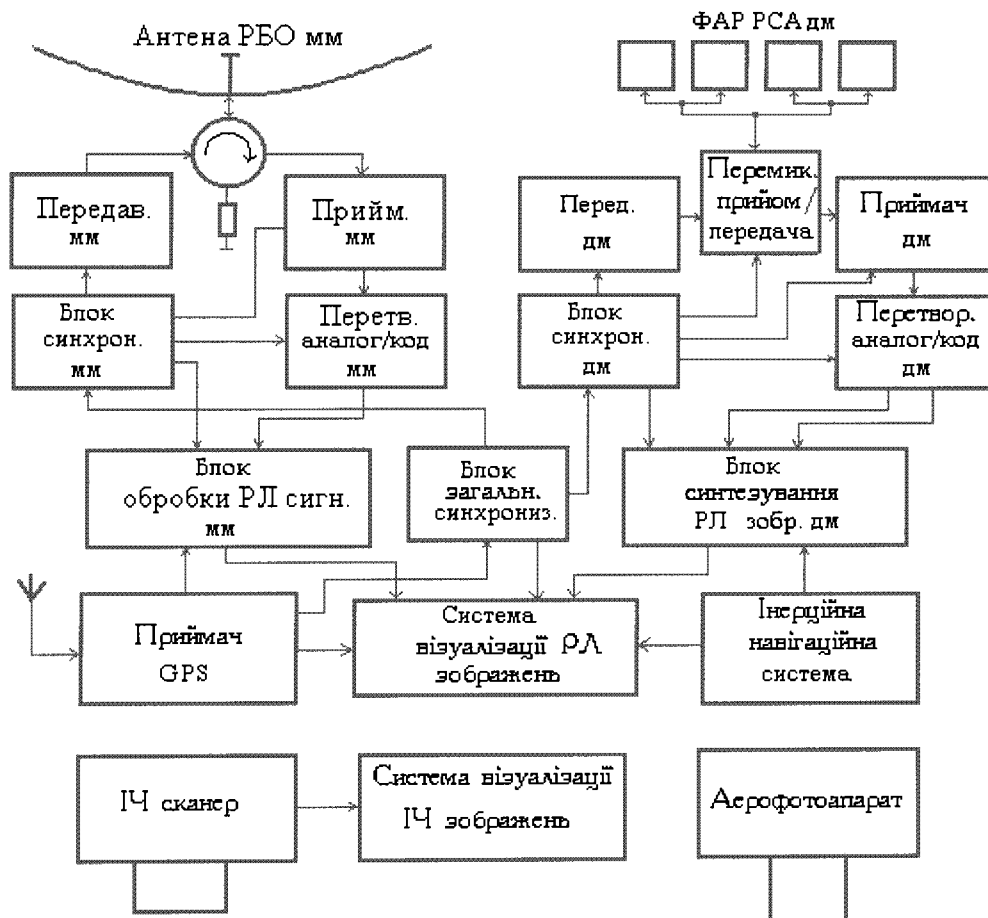 Антена РБО мм
ФАР РСА дм
Передав.
мм
Прийм.
мм
Перед.
дм
Перемик.
прийом /
передача
Приймач
дм
Блок
синхрон.
мм
Перетв.
аналог/код
мм
Блок
синхрон.
дм
Перетвор.
аналог/код
дм
Блок
обробки РЛ сигн.
мм
Блок
загальн.
синхрониз.
Блок
синтезування
РЛ зобр. дм
Приймач
GPS
Система
візуалізації РЛ
зображень
Інерційна
навігаційна
система
ІЧ сканер
Система візуалізації
ІЧ зображень
Аерофотоапарат